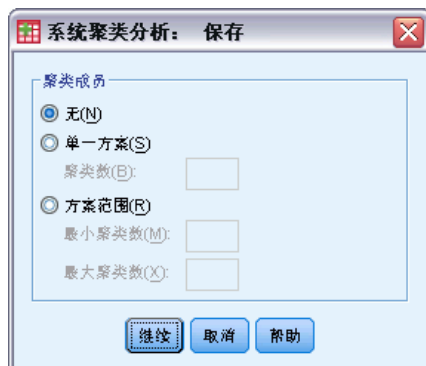 系统聚类分析： 保存
聚类成员
无(N)
单一方案(S)
聚类数(B):
方案范围(R)
最小聚类数(M):
最大聚类数(X):
继续 取消 帮助